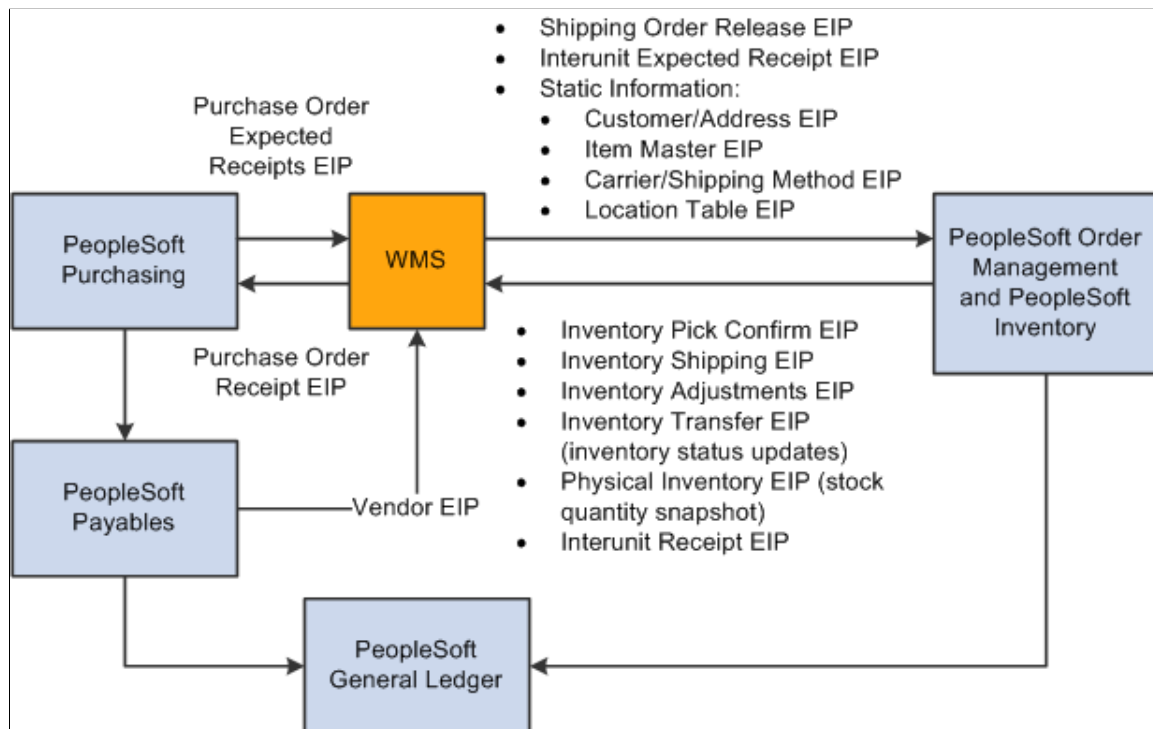 • Shipping Order Release EIP
• Interunit Expected Receipt EIP
• Static Information:
• Customer/Address EIP
• Item Master EIP
• Carrier/Shipping Method EIP
• Location Table EIP
Purchase Order
Expected
Receipts EIP
PeopleSoft
Purchasing
WMS
PeopleSoft Order
Management
and PeopleSoft
Inventory
Purchase Order
Receipt EIP
• Inventory Pick Confirm EIP
• Inventory Shipping EIP
• Inventory Adjustments EIP
• Inventory Transfer EIP
(inventory status updates)
• Physical Inventory EIP (stock
quantity snapshot)
• Interunit Receipt EIP
PeopleSoft
Payables
Vendor EIP
PeopleSoft
General Ledger